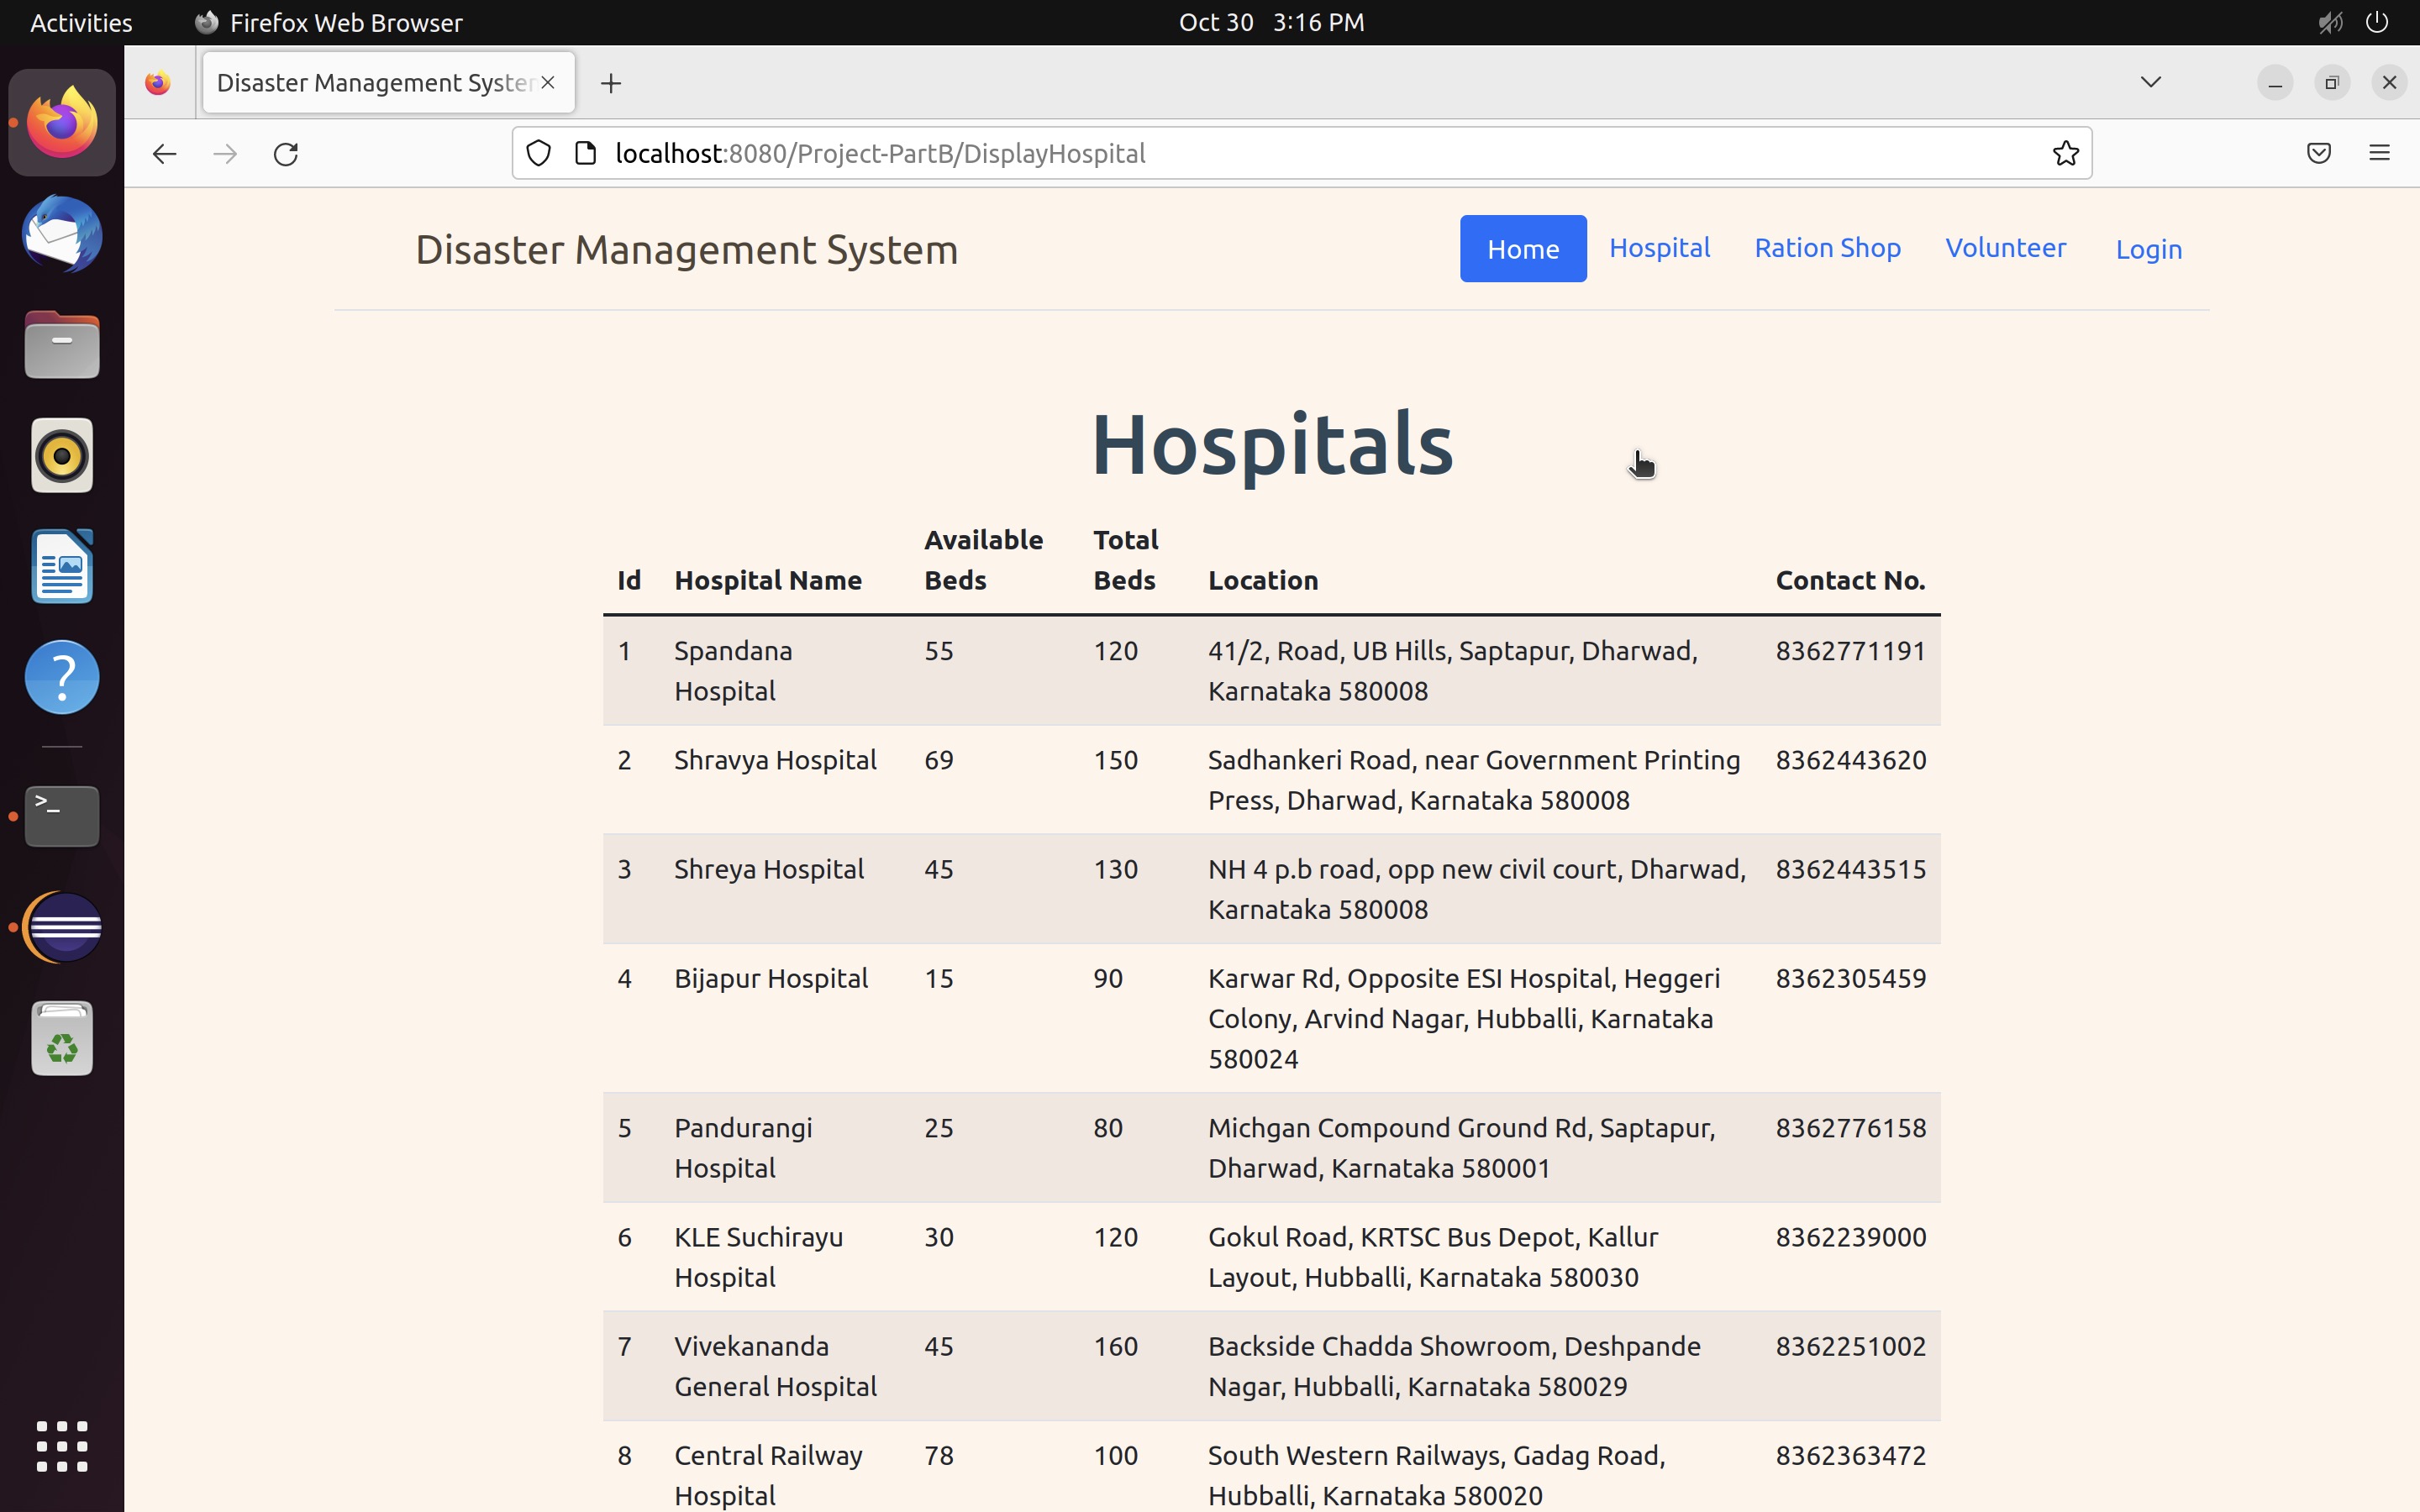 Activities Firefox Web Browser Oct 30 3:16 PM
Disaster Management Syste
localhost:8080/Project-PartB/DisplayHospital
Disaster Management System Home Hospital Ration Shop Volunteer Login
Hospitals
Available Total
Id Hospital Name Beds Beds Location Contact No.
1 Spandana 55 120 41/2, Road, UB Hills, Saptapur, Dharwad, 8362771191
Hospital Karnataka 580008
2 Shravya Hospital 69 150 Sadhankeri Road, near Government Printing 8362443620
Press, Dharwad, Karnataka 580008
3 Shreya Hospital 45 130 NH 4 p.b road, opp new civil court, Dharwad, 8362443515
Karnataka 580008
4 Bijapur Hospital 15 90 Karwar Rd, Opposite ESI Hospital, Heggeri 8362305459
Colony, Arvind Nagar, Hubballi, Karnataka
580024
5 Pandurangi 25 80 Michgan Compound Ground Rd, Saptapur, 8362776158
Hospital Dharwad, Karnataka 580001
6 KLE Suchirayu 30 120 Gokul Road, KRTSC Bus Depot, Kallur 8362239000
Hospital Layout, Hubballi, Karnataka 580030
7 Vivekananda 45 160 Backside Chadda Showroom, Deshpande 8362251002
General Hospital Nagar, Hubballi, Karnataka 580029
8 Central Railway 78 100 South Western Railways, Gadag Road, 8362363472
Hospital Hubballi, Karnataka 580020